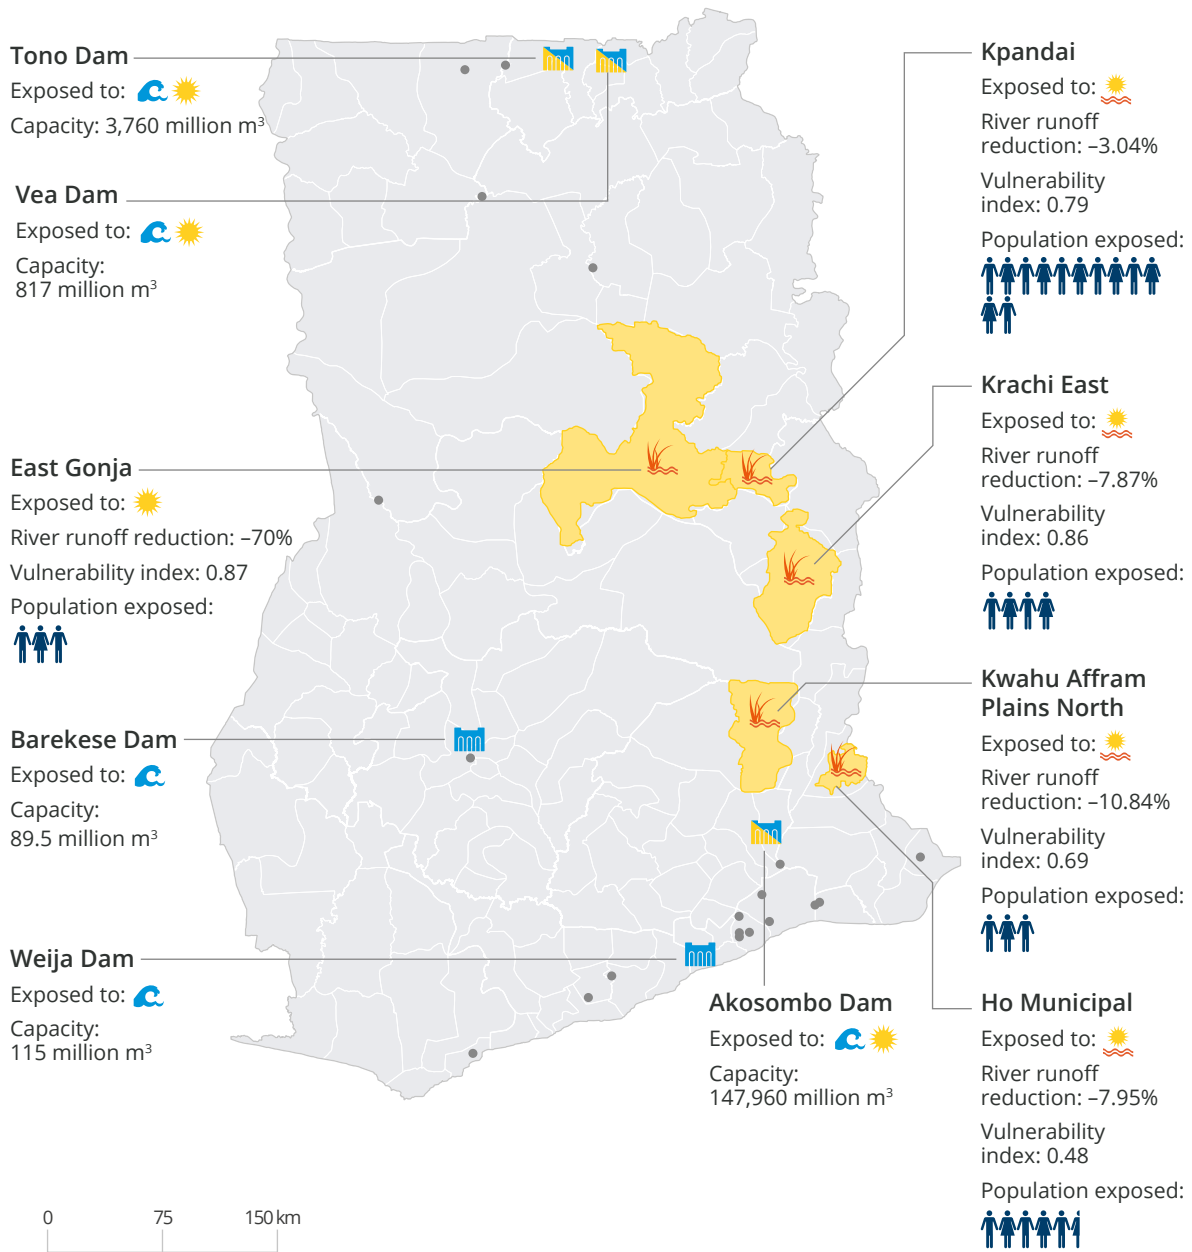 Tono Dam
Exposed to:
Capacity: 3,760 million m³
Vea Dam
Exposed to:
Capacity:
817 million m³
East Gonja
Exposed to:
River runoff reduction: –70%
Vulnerability index: 0.87
Population exposed:
Barekese Dam
Exposed to:
Capacity:
89.5 million m³
Weija Dam
Exposed to:
Capacity:
115 million m³
Akosombo Dam
Exposed to:
Capacity:
147,960 million m³
Kpandai
Exposed to:
River runoff
reduction: –3.04%
Vulnerability
index: 0.79
Population exposed:
Krachi East
Exposed to:
River runoff
reduction: –7.87%
Vulnerability
index: 0.86
Population exposed:
Kwahu Affram
Plains North
Exposed to:
River runoff
reduction: –10.84%
Vulnerability
index: 0.69
Population exposed:
Ho Municipal
Exposed to:
River runoff
reduction: –7.95%
Vulnerability
index: 0.48
Population exposed:
0 75 150 km